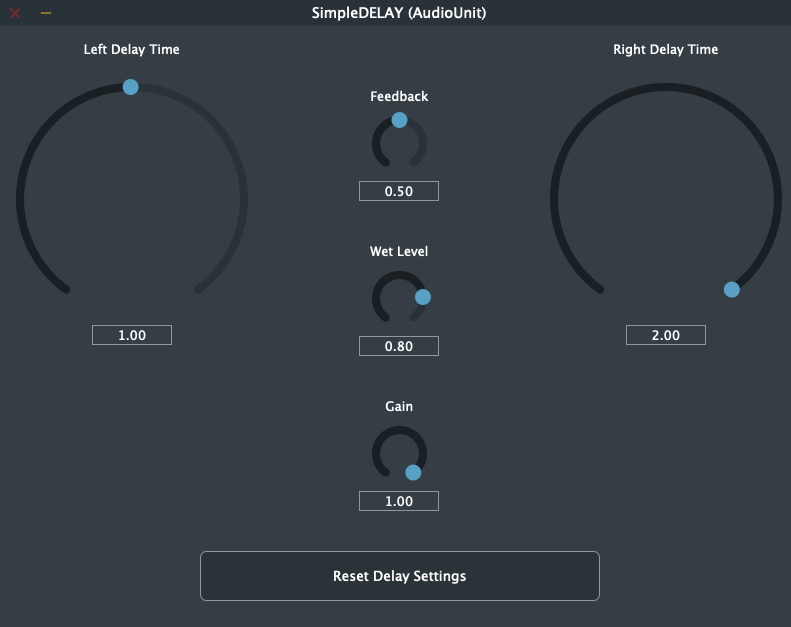 SimpleDELAY (AudioUnit)
Left Delay Time
Right Delay Time
Feedback
0.50
Wet Level
1.00
2.00
0.80
Gain
1.00
Reset Delay Settings